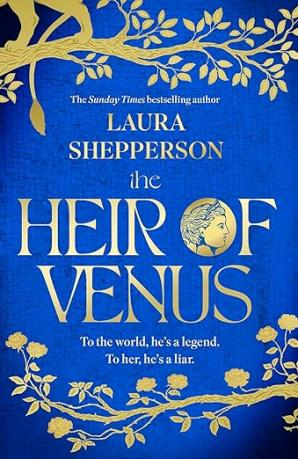 The Sunday Times bestselling author
LAURA
SHEPPERSON
the
HEIR OF
VENUS
To the world, he's a legend.
To her, he's a liar.